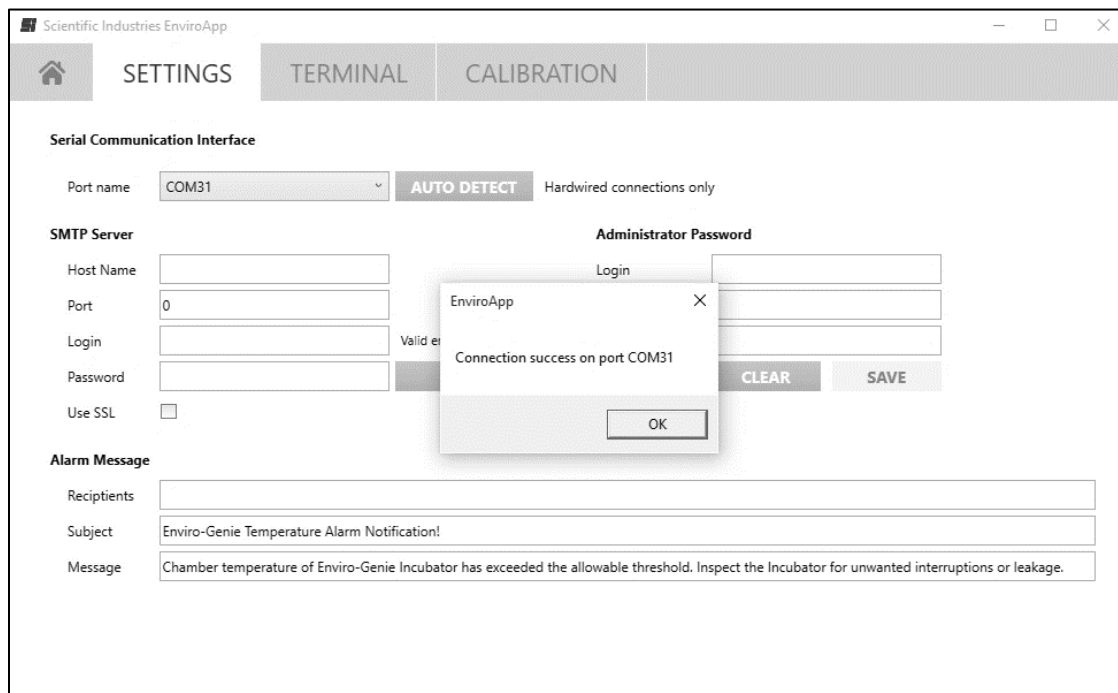 Scientific Industries EnviroApp
SETTINGS TERMINAL CALIBRATION
Serial Communication Interface
Port name COM31 AUTO DETECT Hardwired connections only
SMTP Server Administrator Password
Host Name Login
EnviroApp
Port 0
Login Valid
Connection success on port COM31
Password CLEAR SAVE
Use SSL
OK
Alarm Message
Reciptients
Subject Enviro-Genie Temperature Alarm Notification!
Message Chamber temperature of Enviro-Genie Incubator has exceeded the allowable threshold. Inspect the Incubator for unwanted interruptions or leakage.